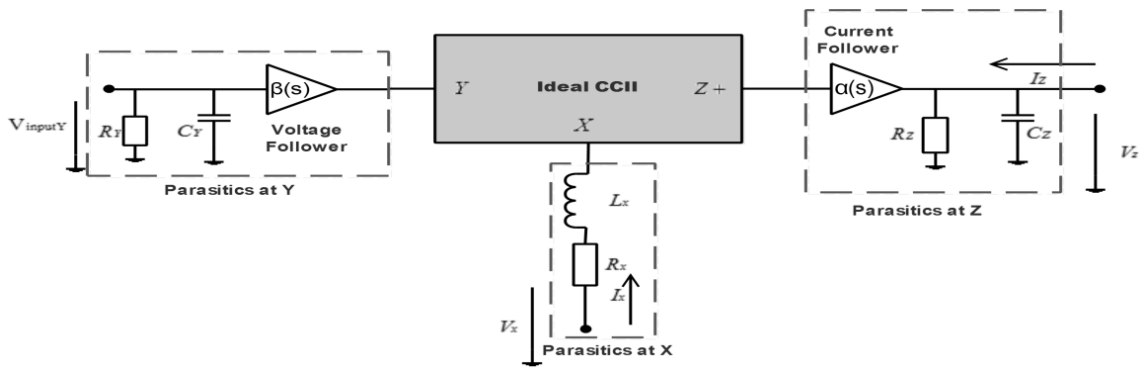 Current
Follower
β(s)
Y
Ideal CCII
Z+
α(s)
Iz
VinputY
RY
CY
Voltage
Follower
X
Rz
Cz
Vz
Parasitics at Y
Lx
Parasitics at Z
Rx
Ix
Vx
Parasitics at X